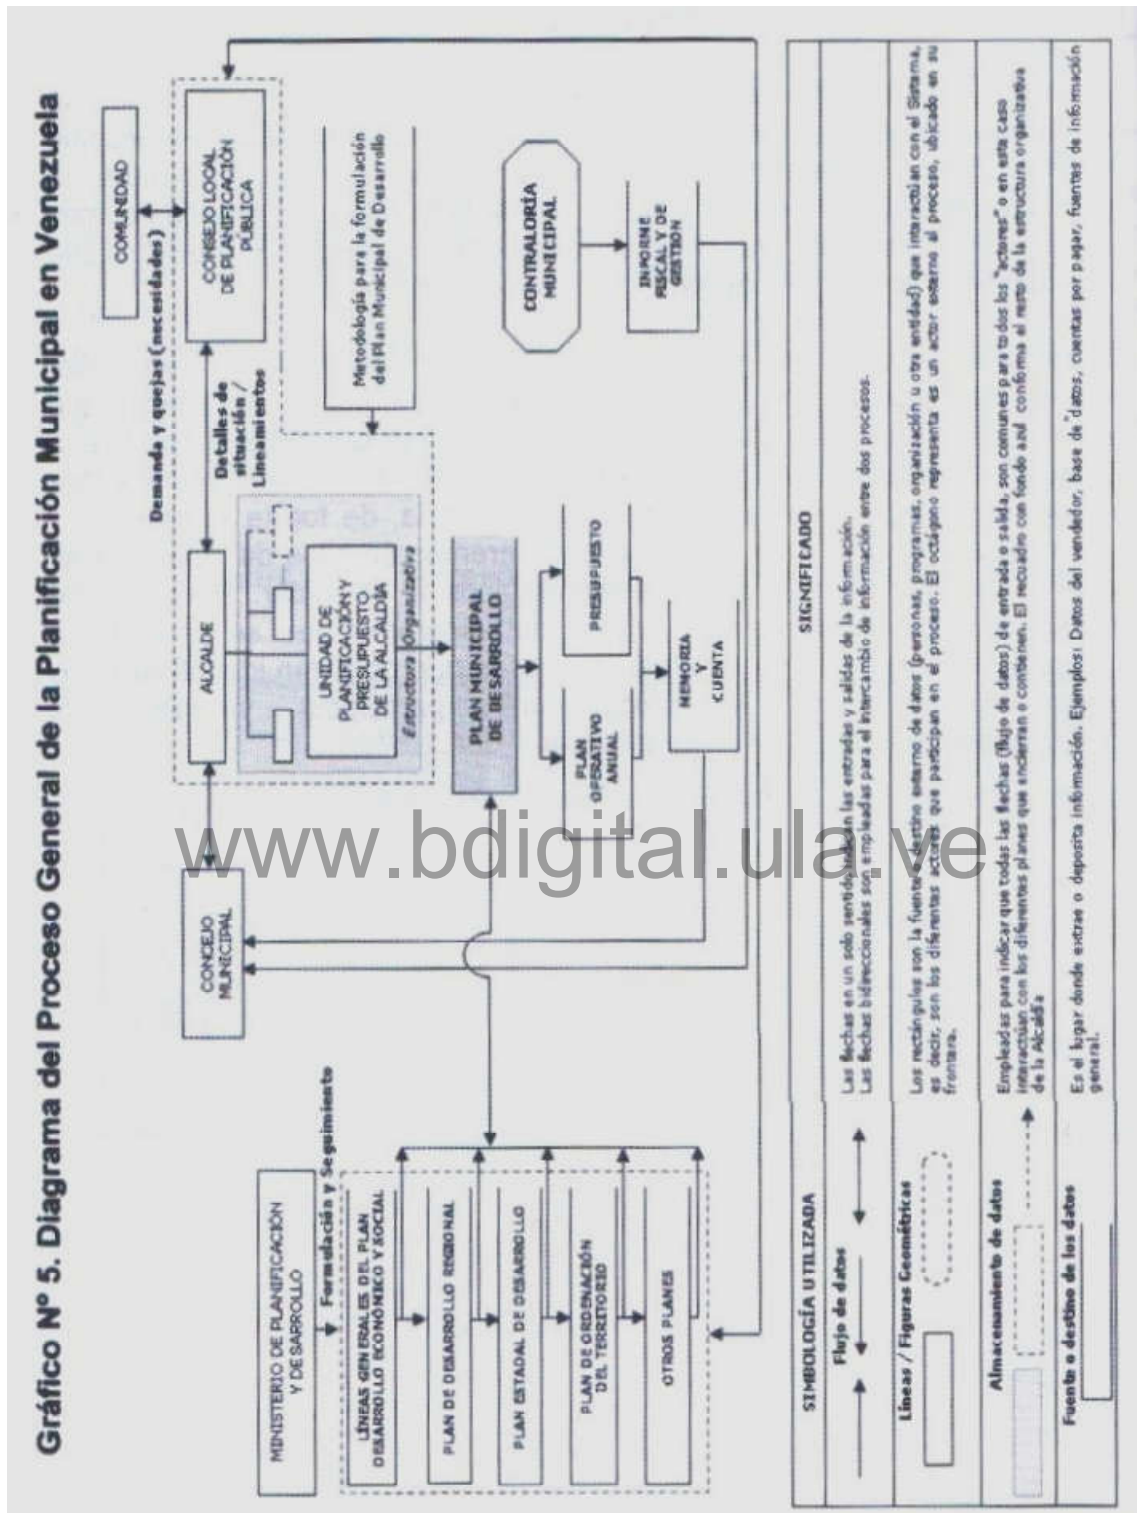 Gráfico Nº 5. Diagrama del Proceso General de la Planificación Municipal en Venezuela
COMUNIDAD
Demanda y quejas (necesidades)
CONSEJO LOCAL
DE PLANIFICACIÓN
PÚBLICA
Detalles de
situación /
Lineamientos
ALCALDE
CONCEJO
MUNICIPAL
UNIDAD DE
PLANIFICACIÓN Y
PRESUPUESTO
DE LA ALCALDÍA
Estructura Organizativa
Metodología para la formulación
del Plan Municipal de Desarrollo
PLAN MUNICIPAL
DE DESARROLLO
PLAN
OPERATIVO
ANUAL
PRESUPUESTO
MEMORIA
Y
CUENTA
CONTRALORÍA
MUNICIPAL
INFORME
FISCAL Y DE
GESTION
MINISTERIO DE PLANIFICACIÓN
Y DESARROLLO
Formulación y Seguimiento
LÍNEAS GENERALES DEL PLAN
DESARROLLO ECONÓMICO Y SOCIAL
PLAN DE DESARROLLO REGIONAL
PLAN ESTADAL DE DESARROLLO
PLAN DE ORDENACIÓN
DEL TERRITORIO
OTROS PLANES
www.bdigital.ula.ve
SIMBOLOGÍA UTILIZADA
SIGNIFICADO
Flujo de datos
Las flechas en un solo sentido indican las entradas y salidas de la información.
Las flechas bidireccionales son empleadas para el intercambio de información entre dos procesos.
Líneas / Figuras Geométricas
Los rectángulos son la fuente o destino externo de datos (personas, programas, organización u otra entidad) que interactúan con el Sistema,
es decir, son los diferentes actores que participan en el proceso. El octágono representa es un actor externo al proceso, ubicado en su
frontera.
Almacenamiento de datos
Empleadas para indicar que todas las flechas (flujo de datos) de entrada o salida, son comunes para todos los "actores" o en este caso
interactúan con los diferentes planes que encierran o contienen. El recuadro con fondo azul conforma el resto de la estructura organizativa
de la Alcaldía
Fuente o destino de los datos
Es el lugar donde extrae o deposita información. Ejemplos: Datos del vendedor, base de datos, cuentas por pagar, fuentes de información
general.